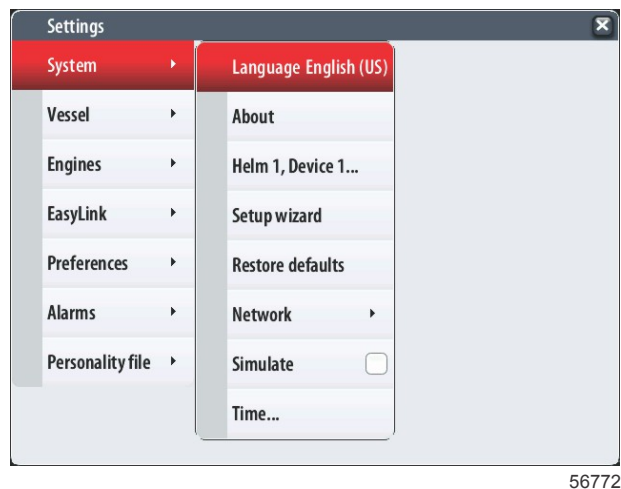 Settings
System
Vessel
Engines
EasyLink
Preferences
Alarms
Personality file
Language English (US)
About
Helm 1, Device 1...
Setup wizard
Restore defaults
Network
Simulate
Time...
56772